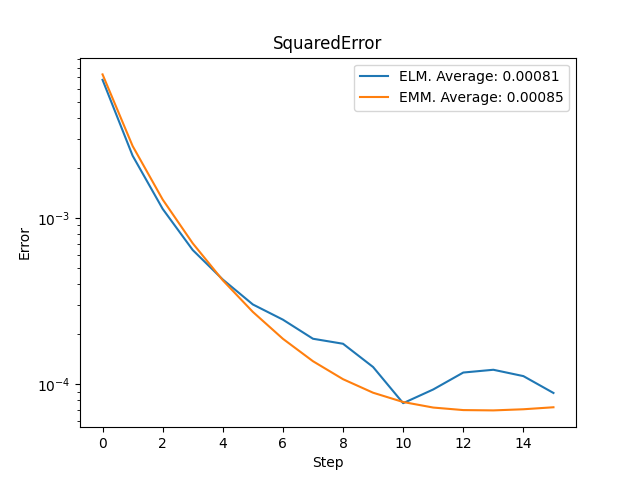 SquaredError
ELM. Average: 0.00081
EMM. Average: 0.00085
Error
10⁻³
10⁻⁴
0 2 4 6 8 10 12 14
Step